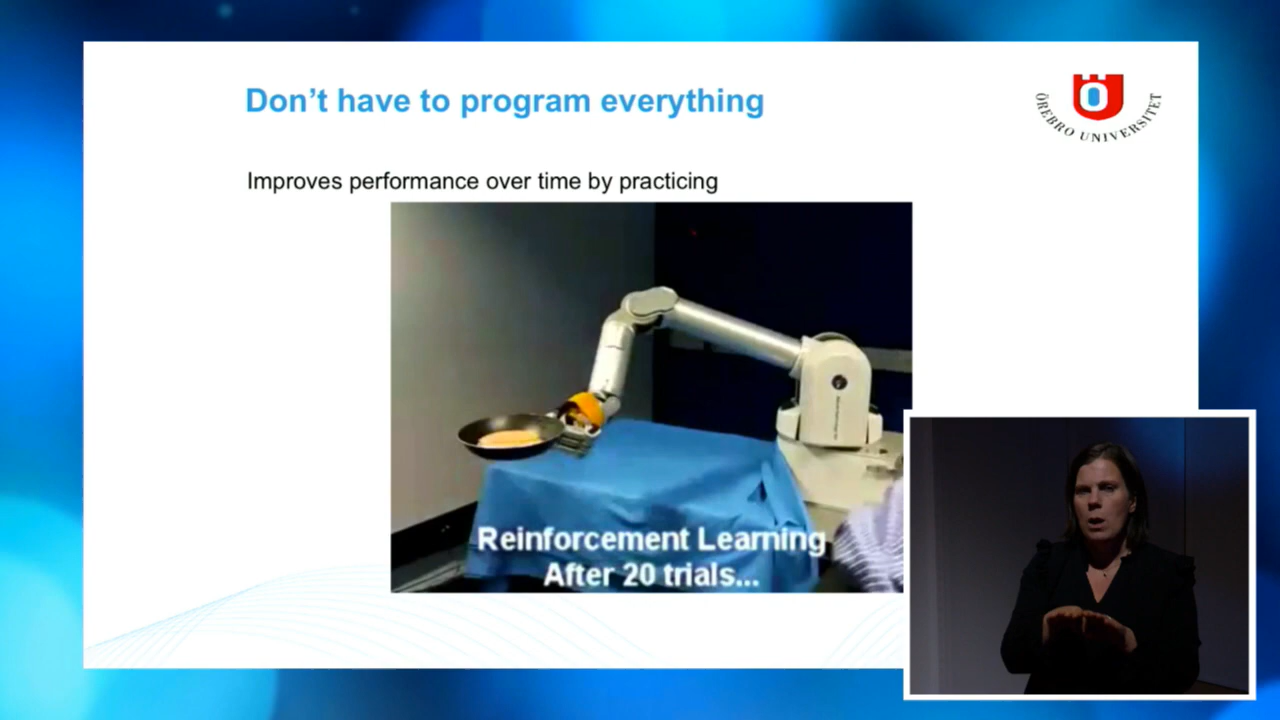 Don't have to program everything
Ö
ÖREBRO UNIVERSITET
Improves performance over time by practicing
Reinforcement Learning
After 20 trials...